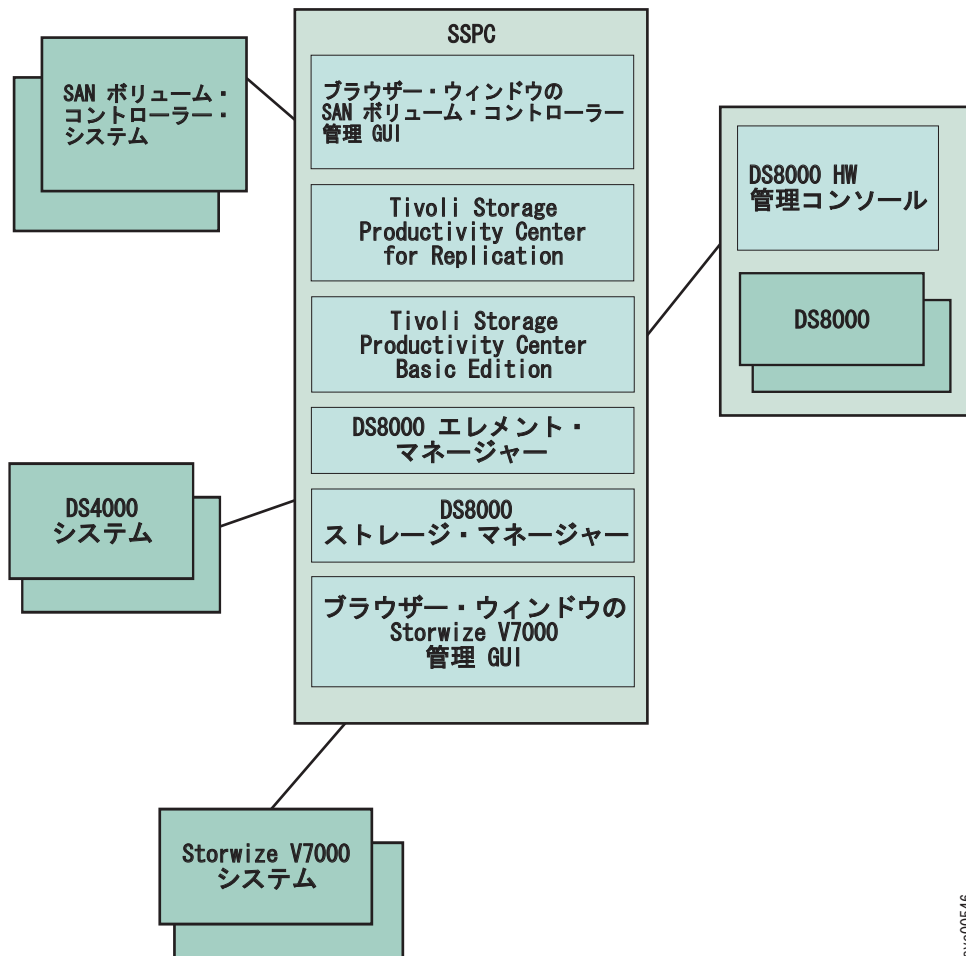 SSPC
SAN ボリューム・
コントローラー・
システム
ブラウザー・ウィンドウの
SAN ボリューム・コントローラー
管理 GUI
Tivoli Storage
Productivity Center
for Replication
Tivoli Storage
Productivity Center
Basic Edition
DS8000 エレメント・
マネージャー
DS8000
ストレージ・マネージャー
ブラウザー・ウィンドウの
Storwize V7000
管理 GUI
DS8000 HW
管理コンソール
DS8000
DS4000
システム
Storwize V7000
システム